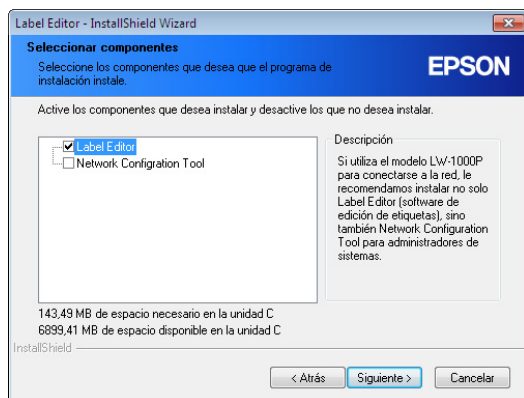 Label Editor - InstallShield Wizard
Seleccionar componentes
Seleccione los componentes que desea que el programa de
instalación instale.
EPSON
Active los componentes que desea instalar y desactive los que no desea instalar.
Label Editor
Network Configration Tool
Descripción
Si utiliza el modelo LW-1000P
para conectarse a la red, le
recomendamos instalar no solo
Label Editor (software de
edición de etiquetas), sino
también Network Configuration
Tool para administradores de
sistemas.
143,49 MB de espacio necesario en la unidad C
6899,41 MB de espacio disponible en la unidad C
InstallShield
< Atrás
Siguiente >
Cancelar